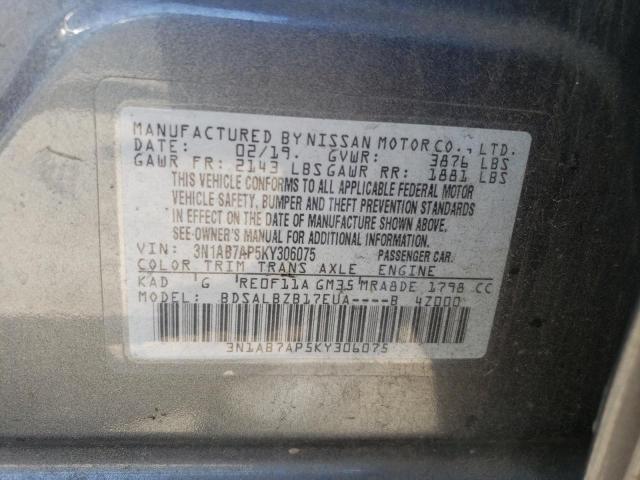 MANUFACTURED BY NISSAN MOTOR CO., LTD.
DATE: 02/19. GVWR: 3876 LBS
GAWR FR: 2143 LBS GAWR RR: 1881 LBS
THIS VEHICLE CONFORMS TO ALL APPLICABLE FEDERAL MOTOR
VEHICLE SAFETY, BUMPER AND THEFT PREVENTION STANDARDS
IN EFFECT ON THE DATE OF MANUFACTURE SHOWN ABOVE.
SEE-OWNER'S MANUAL FOR ADDITIONAL INFORMATION.
VIN: 3N1AB7AP5KY306075 PASSENGER CAR.
COLOR TRIM TRANS AXLE ENGINE
KAD G RE0F11A GM35 MRA8DE 1798 CC
MODEL: BDSALBZB17EUA----B 4Z000
3N1AB7AP5KY306075